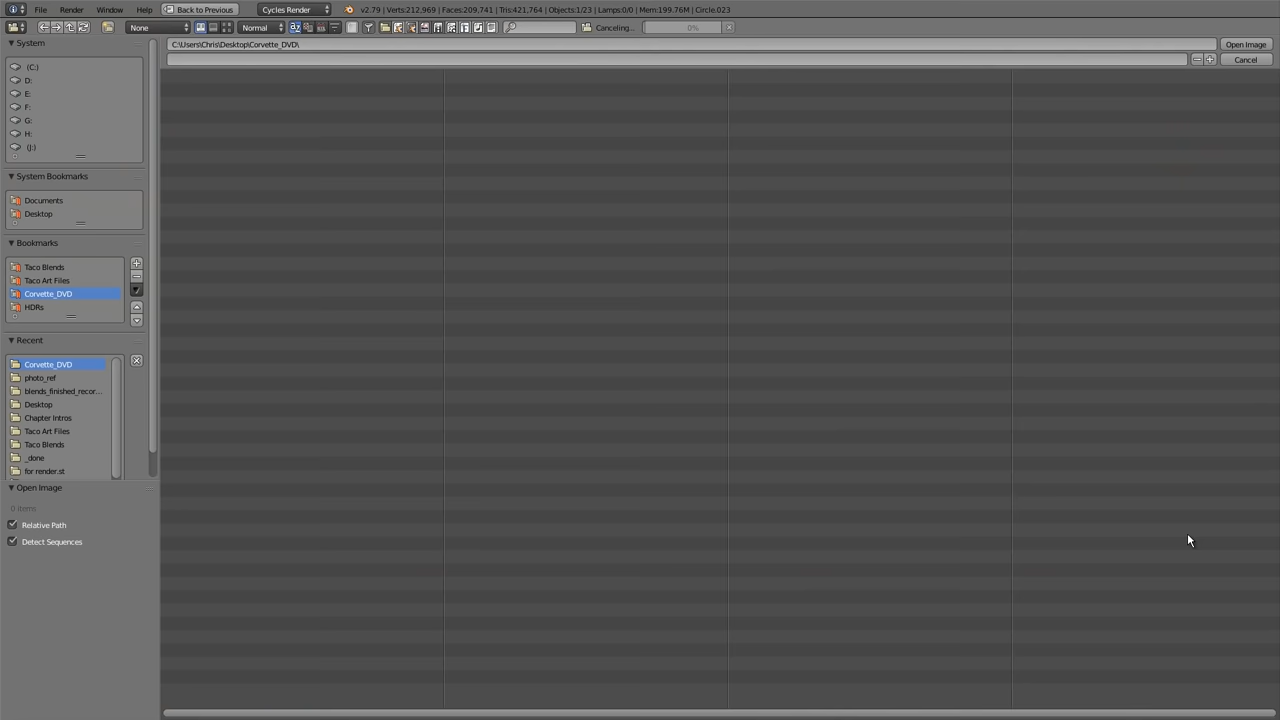 File Render Window Help Back to Previous Cycles Render v2.79 | Verts:212,969 | Faces:209,741 | Tris:421,764 | Objects:1/23 | Lamps:0/0 | Mem:199.76M | Circle.023
None Normal Canceling... 0%
System
C:\Users\Chris\Desktop\Corvette_DVD\
Open Image
Cancel
(C:)
D:
E:
F:
G:
H:
(J:)
System Bookmarks
Documents
Desktop
Bookmarks
Taco Blends
Taco Art Files
Corvette_DVD
HDRs
Recent
Corvette_DVD
photo_ref
blends_finished_recor...
Desktop
Chapter Intros
Taco Art Files
Taco Blends
_done
for render.st
Open Image
0 items
Relative Path
Detect Sequences